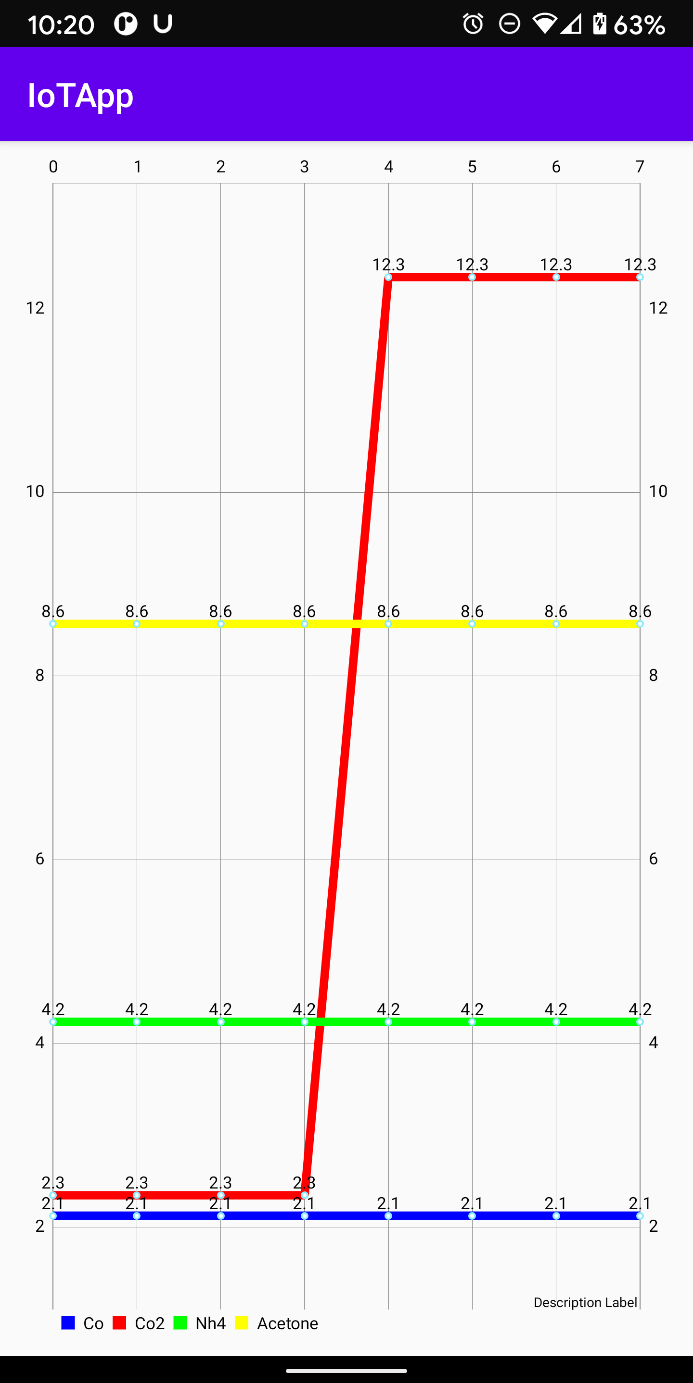 10:20 63%
IoTApp
0 1 2 3 4 5 6 7
12.3 12.3 12.3 12.3
12 12
10 10
8.6 8.6 8.6 8.6 8.6 8.6 8.6 8.6
8 8
6 6
4.2 4.2 4.2 4.2 4.2 4.2 4.2 4.2
4 4
2.3 2.3 2.3 2.3
2.1 2.1 2.1 2.1 2.1 2.1 2.1 2.1
2 2
Description Label
Co Co2 Nh4 Acetone